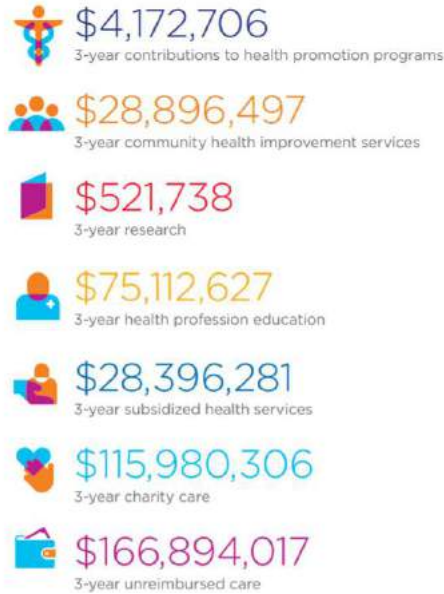 $4,172,706
3-year contributions to health promotion programs
$28,896,497
3-year community health improvement services
$521,738
3-year research
$75,112,627
3-year health profession education
$28,396,281
3-year subsidized health services
$115,980,306
3-year charity care
$166,894,017
3-year unreimbursed care